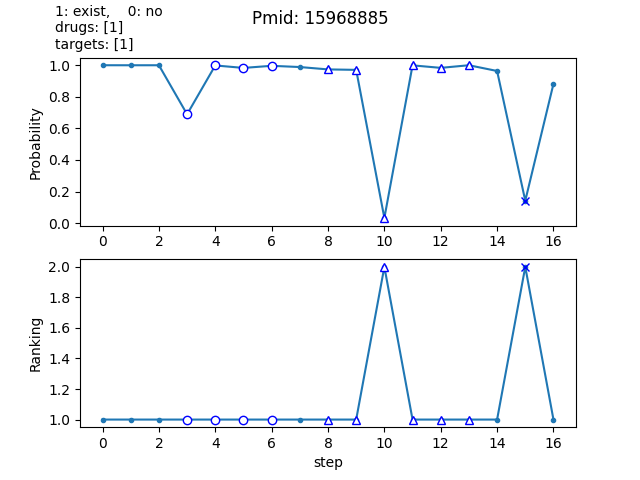 1: exist,    0: no
drugs: [1]
targets: [1]
Pmid: 15968885
Probability
1.0
0.8
0.6
0.4
0.2
0.0
0 2 4 6 8 10 12 14 16
Ranking
2.0
1.8
1.6
1.4
1.2
1.0
0 2 4 6 8 10 12 14 16
step